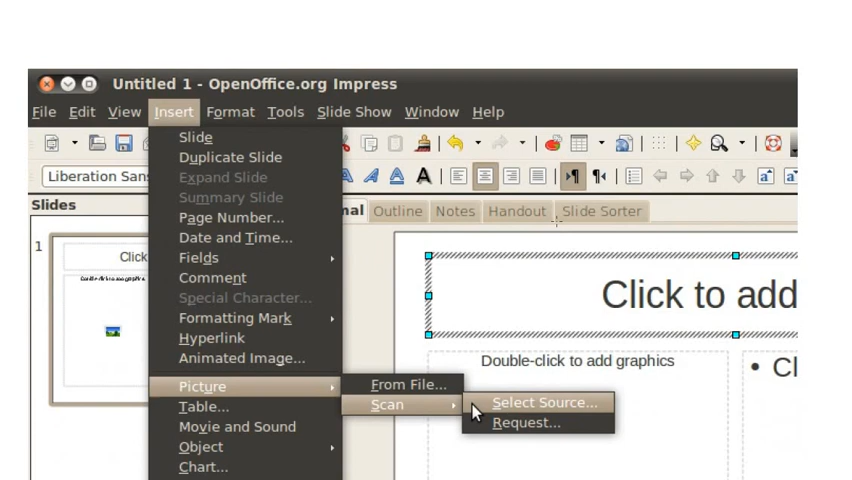 Untitled 1 - OpenOffice.org Impress
File Edit View Insert Format Tools Slide Show Window Help
Slide
Duplicate Slide
Liberation Sans
Expand Slide
Summary Slide
Slides
Outline Notes Handout Slide Sorter
Page Number...
Date and Time...
1
Click
Fields
Comment
Special Character...
Click to add
Formatting Mark
Hyperlink
Animated Image...
Double-click to add graphics
• Cl
Picture
From File...
Table...
Scan
Select Source...
Movie and Sound
Request...
Object
Chart...